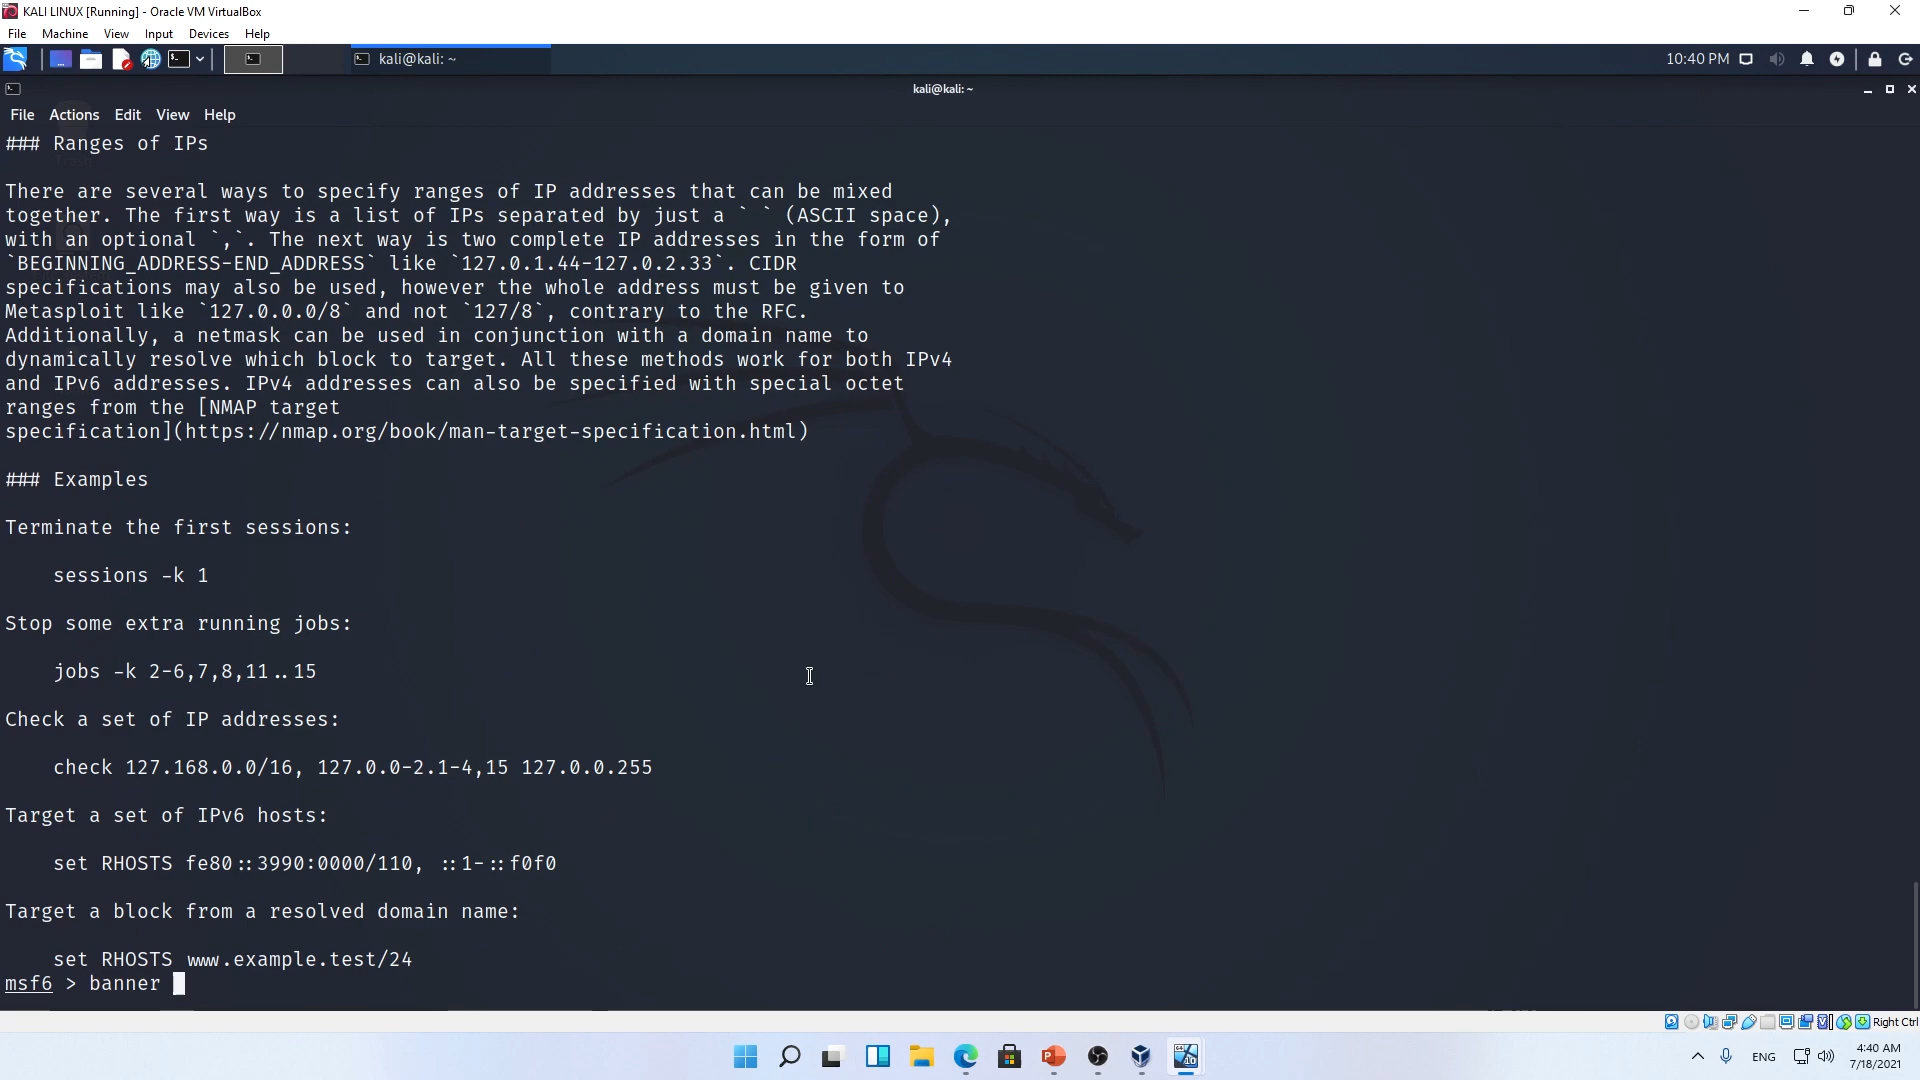 KALI LINUX [Running] - Oracle VM VirtualBox
File Machine View Input Devices Help
kali@kali: ~
10:40 PM
kali@kali: ~
File Actions Edit View Help
### Ranges of IPs
There are several ways to specify ranges of IP addresses that can be mixed
together. The first way is a list of IPs separated by just a ` ` (ASCII space),
with an optional `,`. The next way is two complete IP addresses in the form of
`BEGINNING_ADDRESS-END_ADDRESS` like `127.0.1.44-127.0.2.33`. CIDR
specifications may also be used, however the whole address must be given to
Metasploit like `127.0.0.0/8` and not `127/8`, contrary to the RFC.
Additionally, a netmask can be used in conjunction with a domain name to
dynamically resolve which block to target. All these methods work for both IPv4
and IPv6 addresses. IPv4 addresses can also be specified with special octet
ranges from the [NMAP target
specification](https://nmap.org/book/man-target-specification.html)
### Examples
Terminate the first sessions:
sessions -k 1
Stop some extra running jobs:
jobs -k 2-6,7,8,11..15
Check a set of IP addresses:
check 127.168.0.0/16, 127.0.0-2.1-4,15 127.0.0.255
Target a set of IPv6 hosts:
set RHOSTS fe80::3990:0000/110, ::1-::f0f0
Target a block from a resolved domain name:
set RHOSTS www.example.test/24
msf6 > banner
Right Ctrl
ENG
4:40 AM
7/18/2021